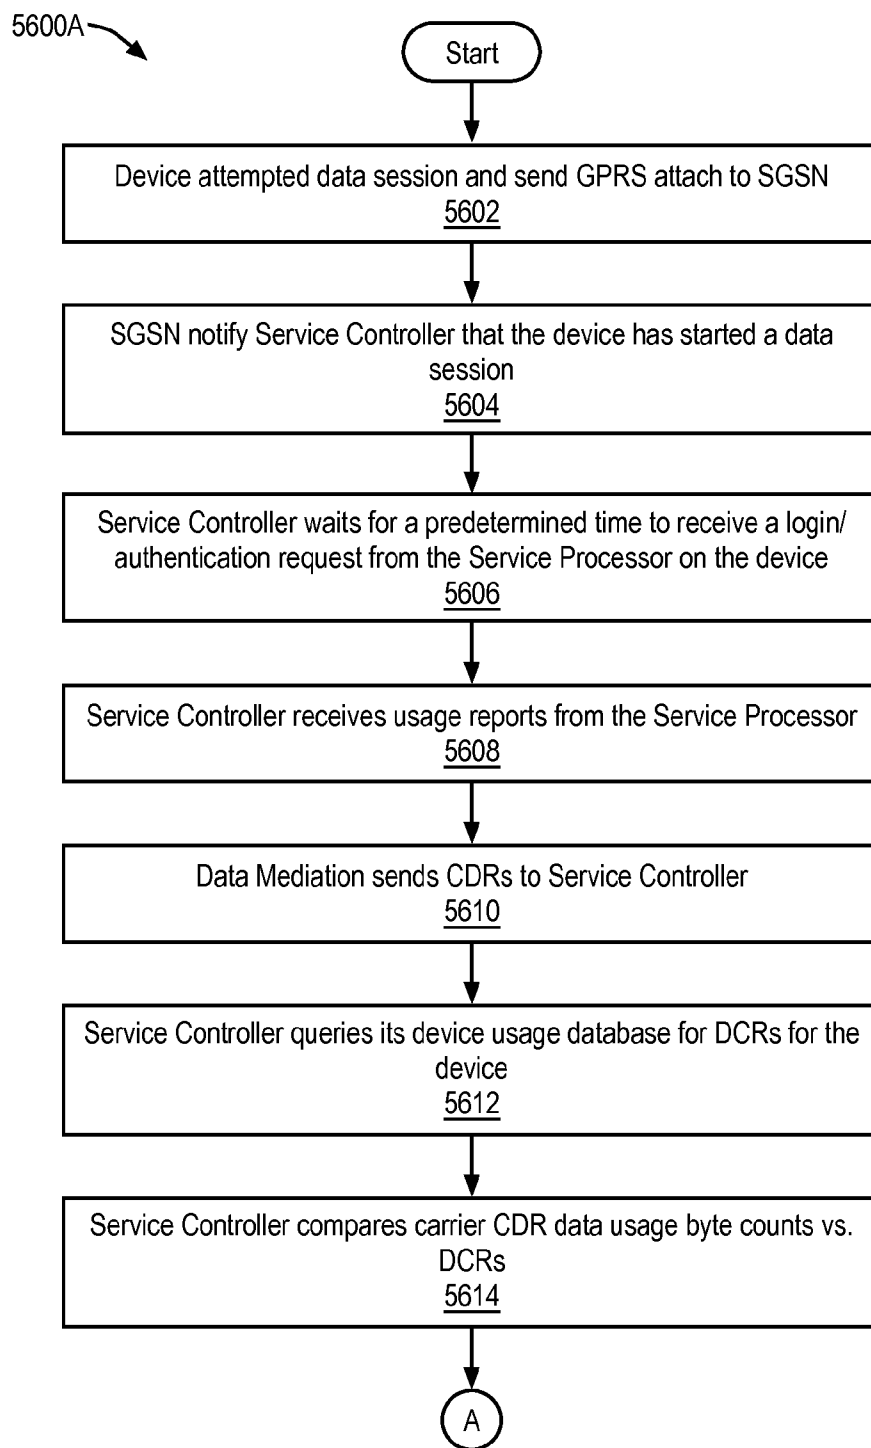 5600A
Start
Device attempted data session and send GPRS attach to SGSN
5602
SGSN notify Service Controller that the device has started a data
session
5604
Service Controller waits for a predetermined time to receive a login/
authentication request from the Service Processor on the device
5606
Service Controller receives usage reports from the Service Processor
5608
Data Mediation sends CDRs to Service Controller
5610
Service Controller queries its device usage database for DCRs for the
device
5612
Service Controller compares carrier CDR data usage byte counts vs.
DCRs
5614
A